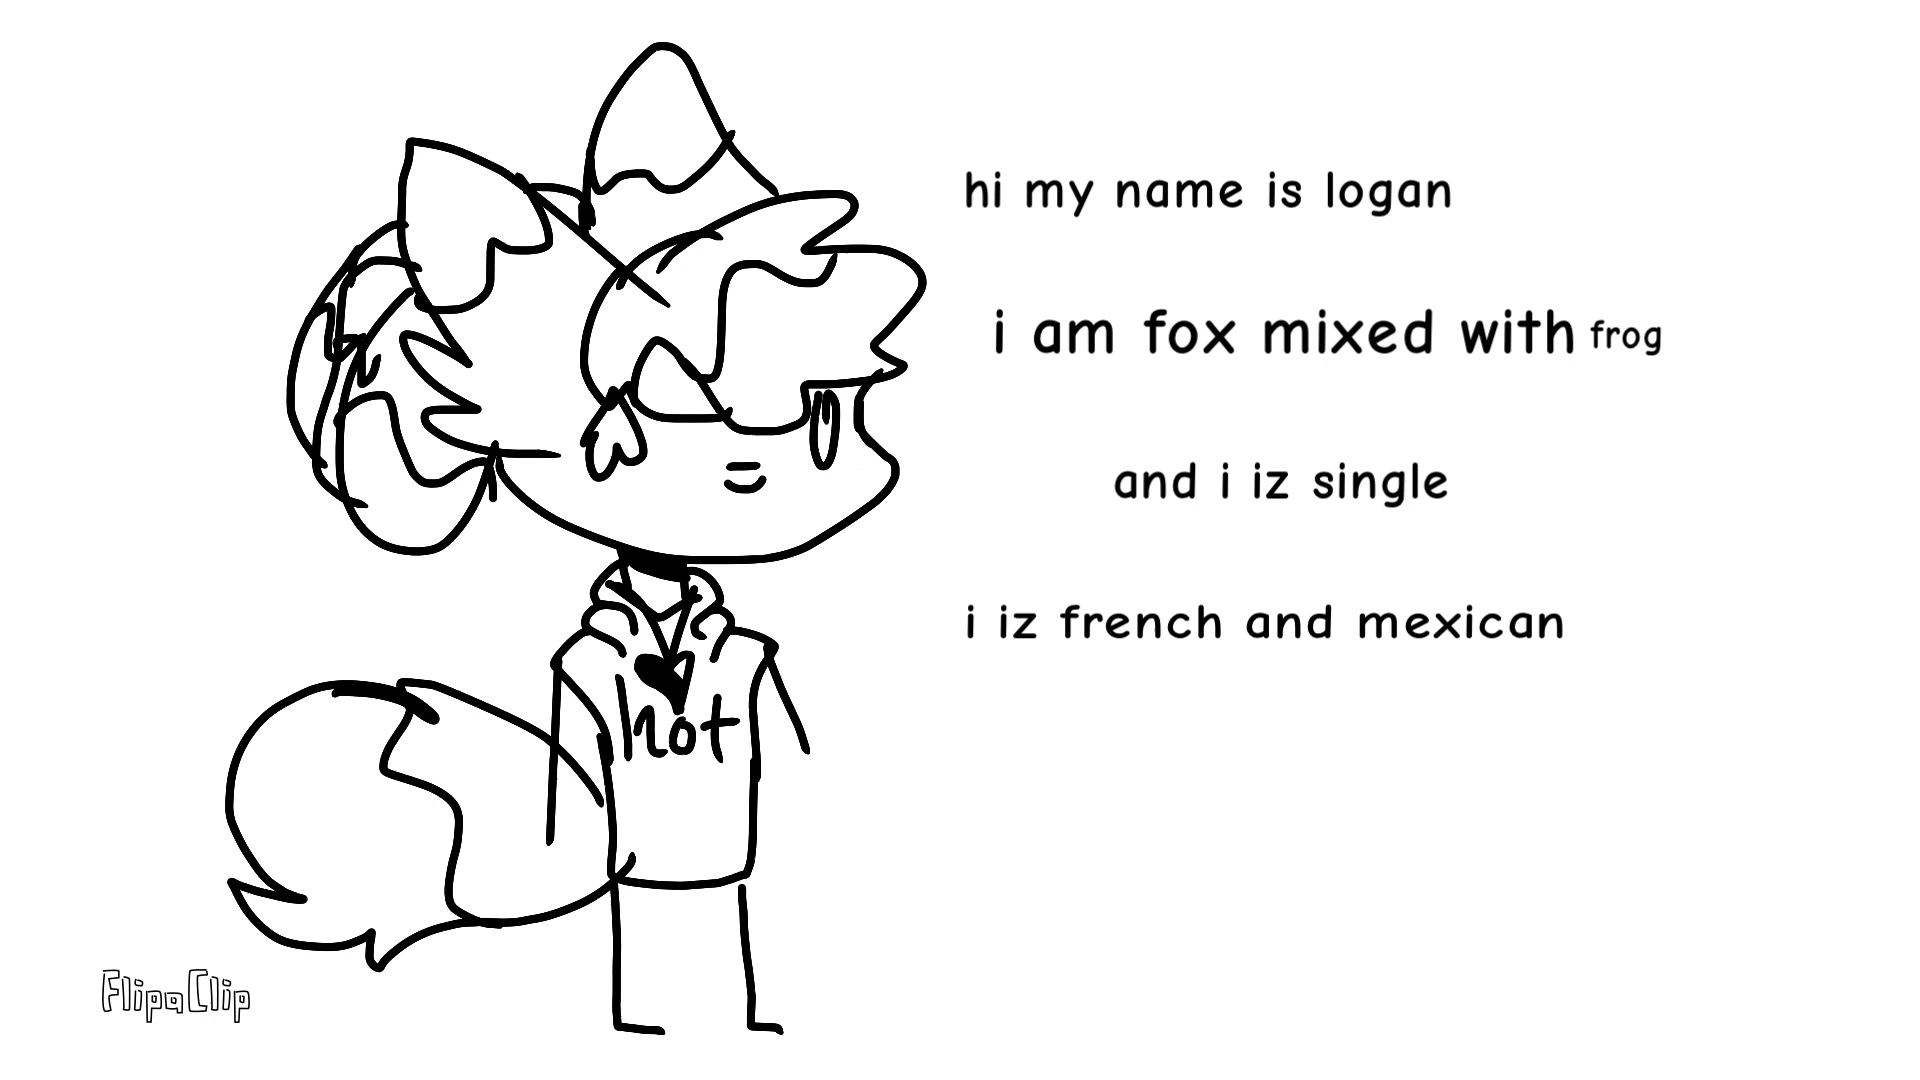 hi my name is logan
i am fox mixed with frog
and i iz single
i iz french and mexican
hot
FlipaClip